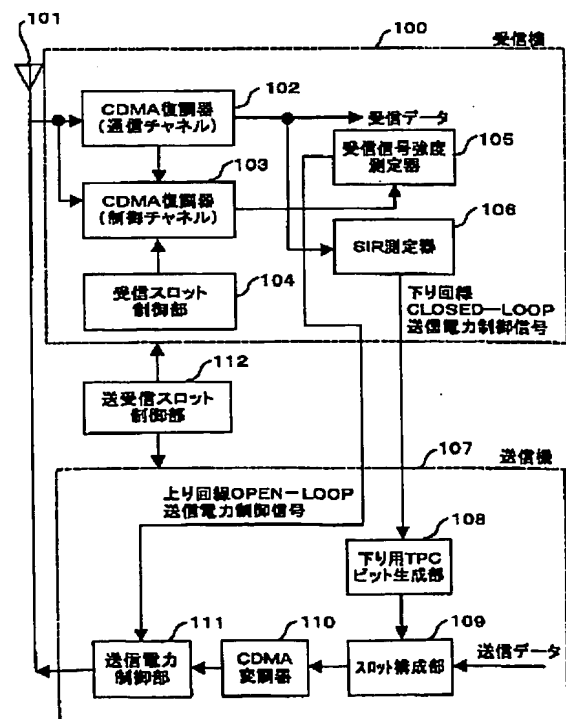 101
100
受信機
102
CDMA復調器
(通信チャネル)
受信データ
105
受信信号強度
測定器
103
CDMA復調器
(制御チャネル)
106
SIR測定器
104
受信スロット
制御部
下り回線
CLOSED-LOOP
送信電力制御信号
112
送受信スロット
制御部
107
送信機
上り回線OPEN-LOOP
送信電力制御信号
108
下り用TPC
ビット生成部
111
送信電力
制御部
110
CDMA
変調器
109
スロット構成部
送信データ